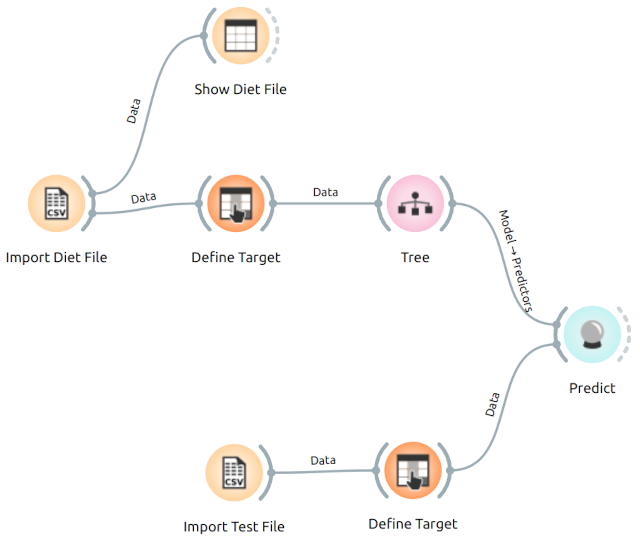 Show Diet File
Data
CSV
Data
Data
Import Diet File
Define Target
Tree
Model → Predictors
Predict
Data
CSV
Data
Import Test File
Define Target